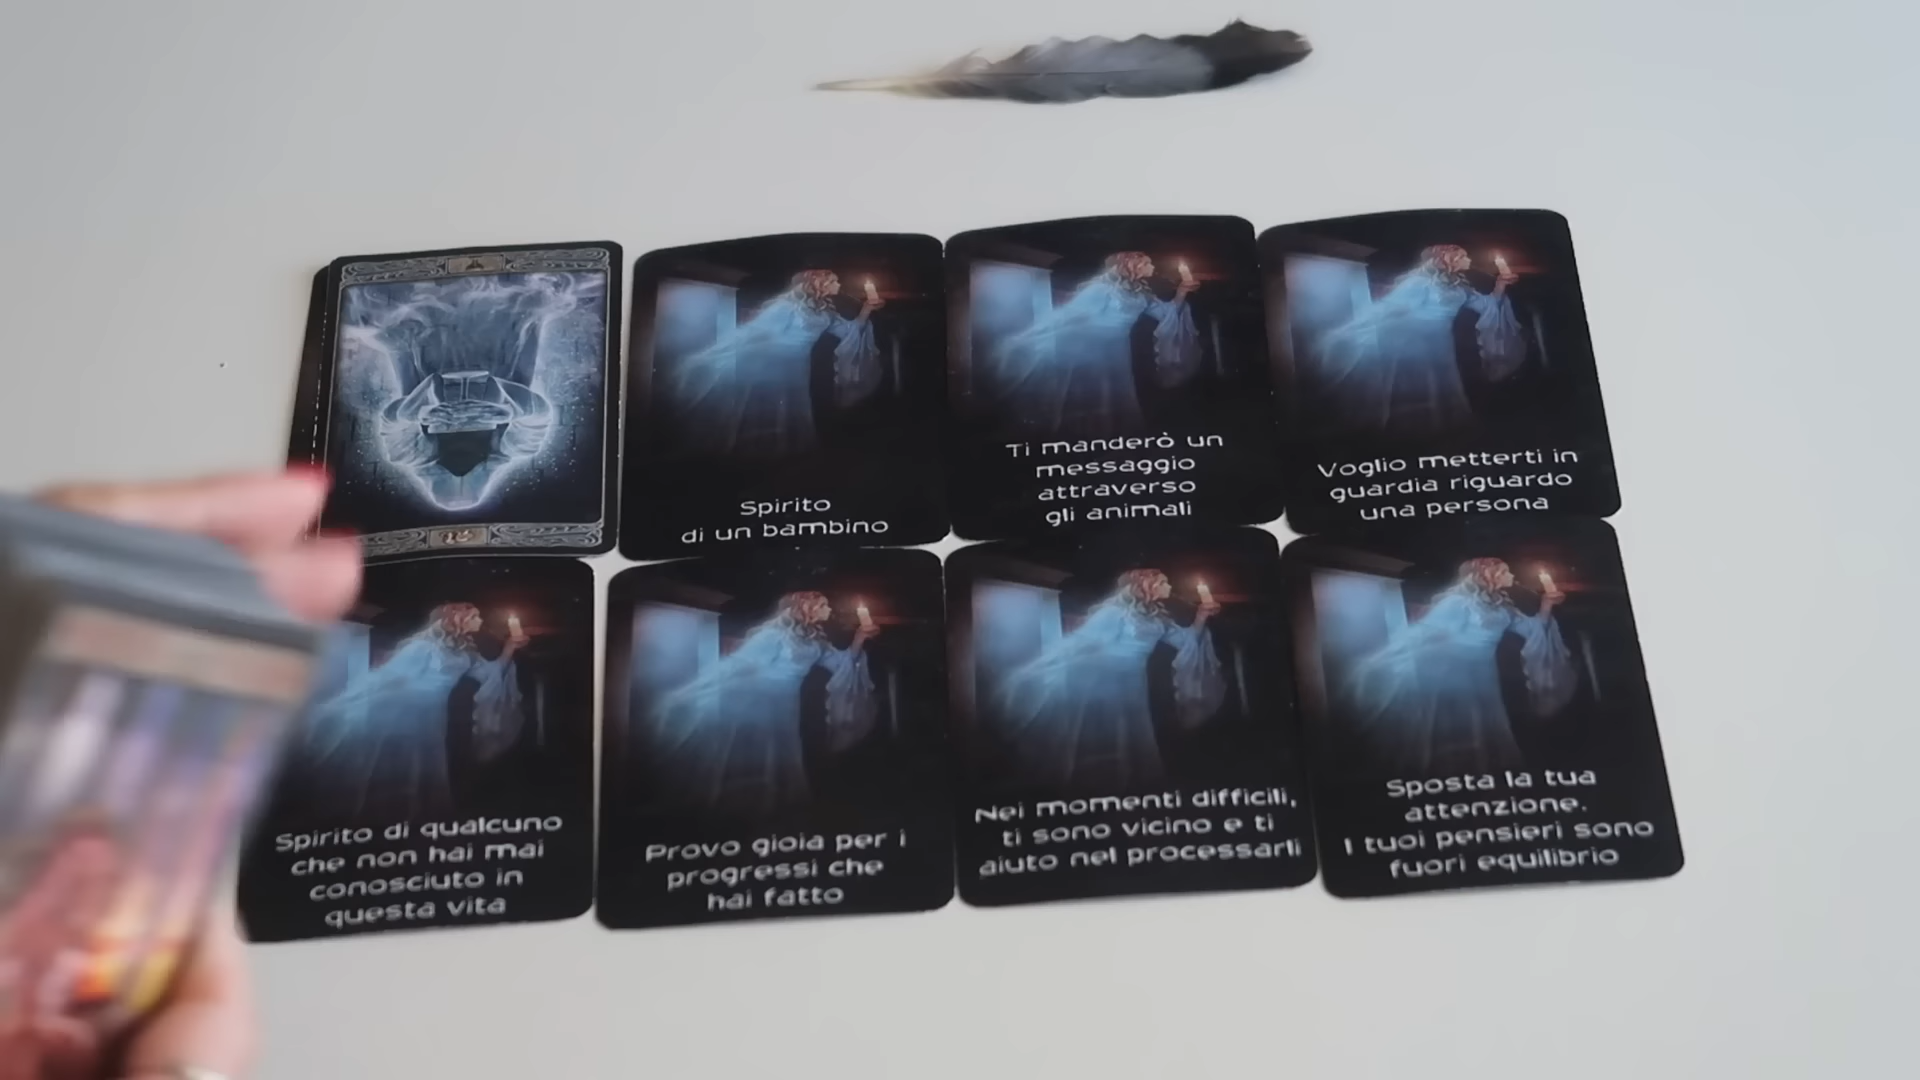 Spirito
di un bambino
Ti manderò un
messaggio
attraverso
gli animali
Voglio metterti in
guardia riguardo
una persona
Spirito di qualcuno
che non hai mai
conosciuto in
questa vita
Provo gioia per i
progressi che
hai fatto
Nei momenti difficili,
ti sono vicino e ti
aiuto nel processarli
Sposta la tua
attenzione.
I tuoi pensieri sono
fuori equilibrio